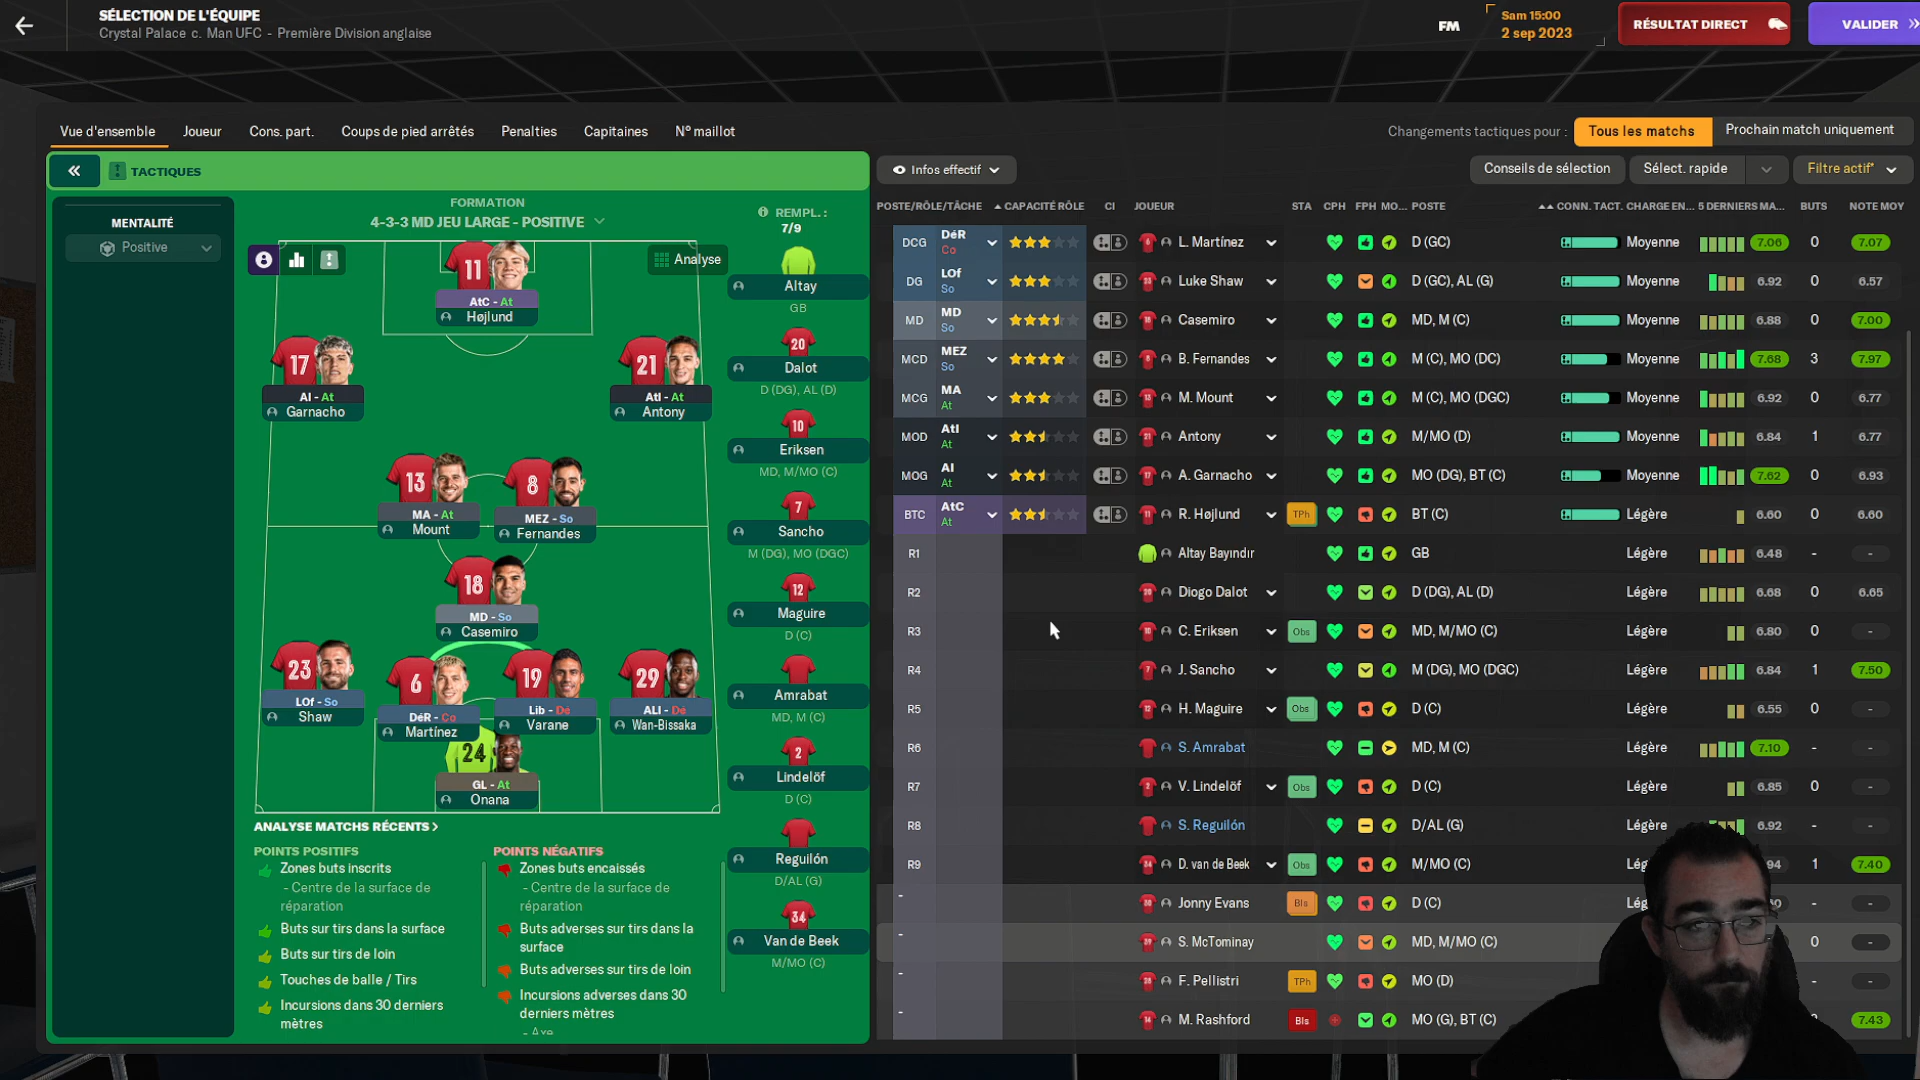 SÉLECTION DE L'ÉQUIPE
Crystal Palace c. Man UFC - Première Division anglaise
FM
Sam 15:00
2 sep 2023
RÉSULTAT DIRECT
VALIDER
Vue d'ensemble Joueur Cons. part. Coups de pied arrêtés Penalties Capitaines N° maillot
Changements tactiques pour : Tous les matchs Prochain match uniquement
TACTIQUES
MENTALITÉ
Positive
FORMATION
4-3-3 MD JEU LARGE - POSITIVE
REMPL. :
7/9
Analyse
11
AtC - At
Højlund
17
AI - At
Garnacho
21
AtI - At
Antony
13
MA - At
Mount
8
MEZ - So
Fernandes
18
MD - So
Casemiro
23
LOf - So
Shaw
6
DéR - Co
Martínez
19
Lib - Dé
Varane
29
ALI - Dé
Wan-Bissaka
24
GL - At
Onana
Altay
GB
20
Dalot
D (DG), AL (D)
10
Eriksen
MD, M/MO (C)
7
Sancho
M (DG), MO (DGC)
12
Maguire
D (C)
Amrabat
MD, M (C)
2
Lindelöf
D (C)
Reguilón
D/AL (G)
34
Van de Beek
M/MO (C)
ANALYSE MATCHS RÉCENTS >
POINTS POSITIFS
Zones buts inscrits
- Centre de la surface de
réparation
Buts sur tirs dans la surface
Buts sur tirs de loin
Touches de balle / Tirs
Incursions dans 30 derniers
mètres
POINTS NÉGATIFS
Zones buts encaissés
- Centre de la surface de
réparation
Buts adverses sur tirs dans la
surface
Buts adverses sur tirs de loin
Incursions adverses dans 30
derniers mètres
- Axe
Infos effectif
Conseils de sélection Sélect. rapide Filtre actif*
POSTE/RÔLE/TÂCHE CAPACITÉ RÔLE CI JOUEUR STA CPH FPH MO... POSTE CONN. TACT. CHARGE EN... 5 DERNIERS MA... BUTS NOTE MOY
DCG DéR Co L. Martínez D (GC) Moyenne 7.06 0 7.07
DG LOf So Luke Shaw D (GC), AL (G) Moyenne 6.92 0 6.57
MD MD So Casemiro MD, M (C) Moyenne 6.88 0 7.00
MCD MEZ So B. Fernandes M (C), MO (DC) Moyenne 7.68 3 7.97
MCG MA At M. Mount M (C), MO (DGC) Moyenne 6.92 0 6.77
MOD AtI At Antony M/MO (D) Moyenne 6.84 1 6.77
MOG AI At A. Garnacho MO (DG), BT (C) Moyenne 7.62 0 6.93
BTC AtC At R. Højlund TPh BT (C) Légère 6.60 0 6.60
R1 Altay Bayındır GB Légère 6.48 - -
R2 Diogo Dalot D (DG), AL (D) Légère 6.68 0 6.65
R3 C. Eriksen Obs MD, M/MO (C) Légère 6.80 0 -
R4 J. Sancho M (DG), MO (DGC) Légère 6.84 1 7.50
R5 H. Maguire Obs D (C) Légère 6.55 0 -
R6 S. Amrabat MD, M (C) Légère 7.10 - -
R7 V. Lindelöf Obs D (C) Légère 6.85 0 -
R8 S. Reguilón D/AL (G) Légère 6.92 - -
R9 D. van de Beek Obs M/MO (C) 1 7.40
- Jonny Evans Bls D (C) - -
- S. McTominay MD, M/MO (C) 0 -
- F. Pellistri TPh MO (D) - -
- M. Rashford Bls MO (G), BT (C) 7.43